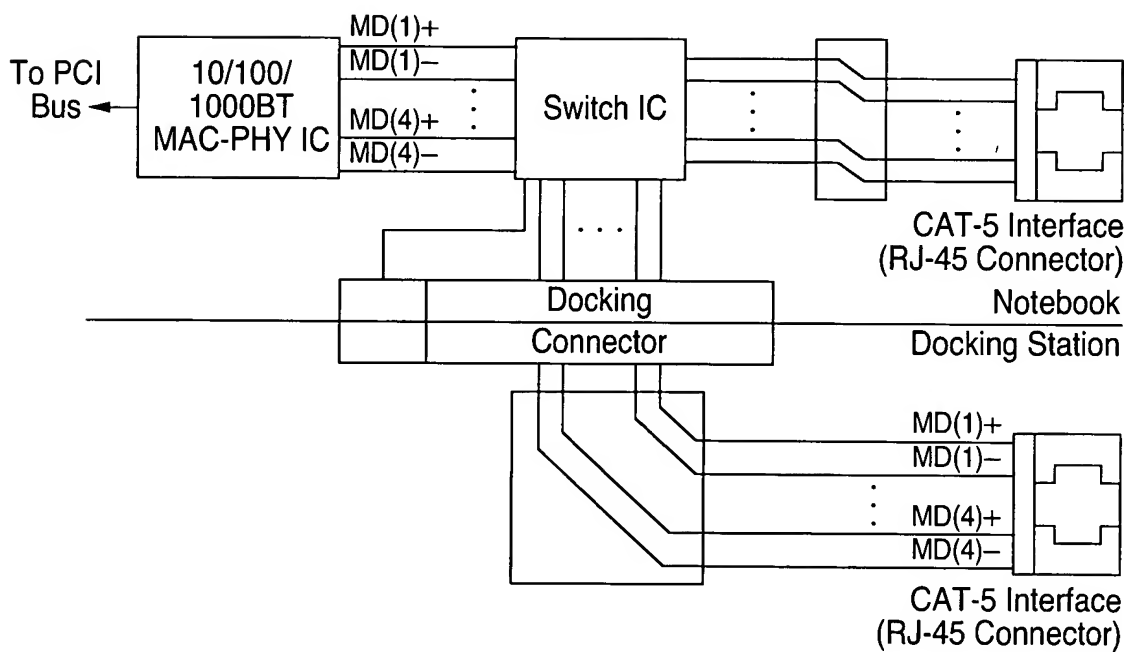 To PCI
Bus
10/100/
1000BT
MAC-PHY IC
MD(1)+
MD(1)−
MD(4)+
MD(4)−
Switch IC
CAT-5 Interface
(RJ-45 Connector)
Docking
Connector
Notebook
Docking Station
MD(1)+
MD(1)−
MD(4)+
MD(4)−
CAT-5 Interface
(RJ-45 Connector)